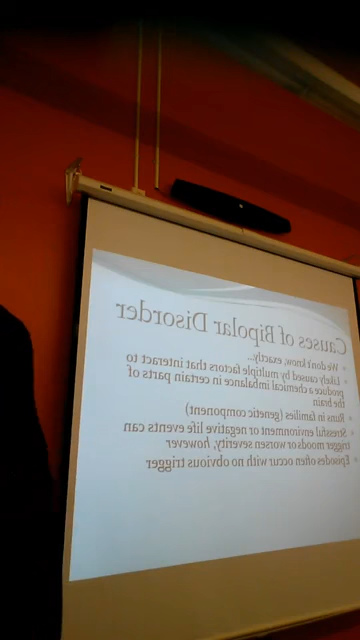 Causes of Bipolar Disorder
We don't know, exactly...
Likely caused by multiple factors that interact to
produce a chemical imbalance in certain parts of
the brain
Runs in families (genetic component)
Stressful environment or negative life events can
trigger moods or worsen severity, however
Episodes often occur with no obvious trigger